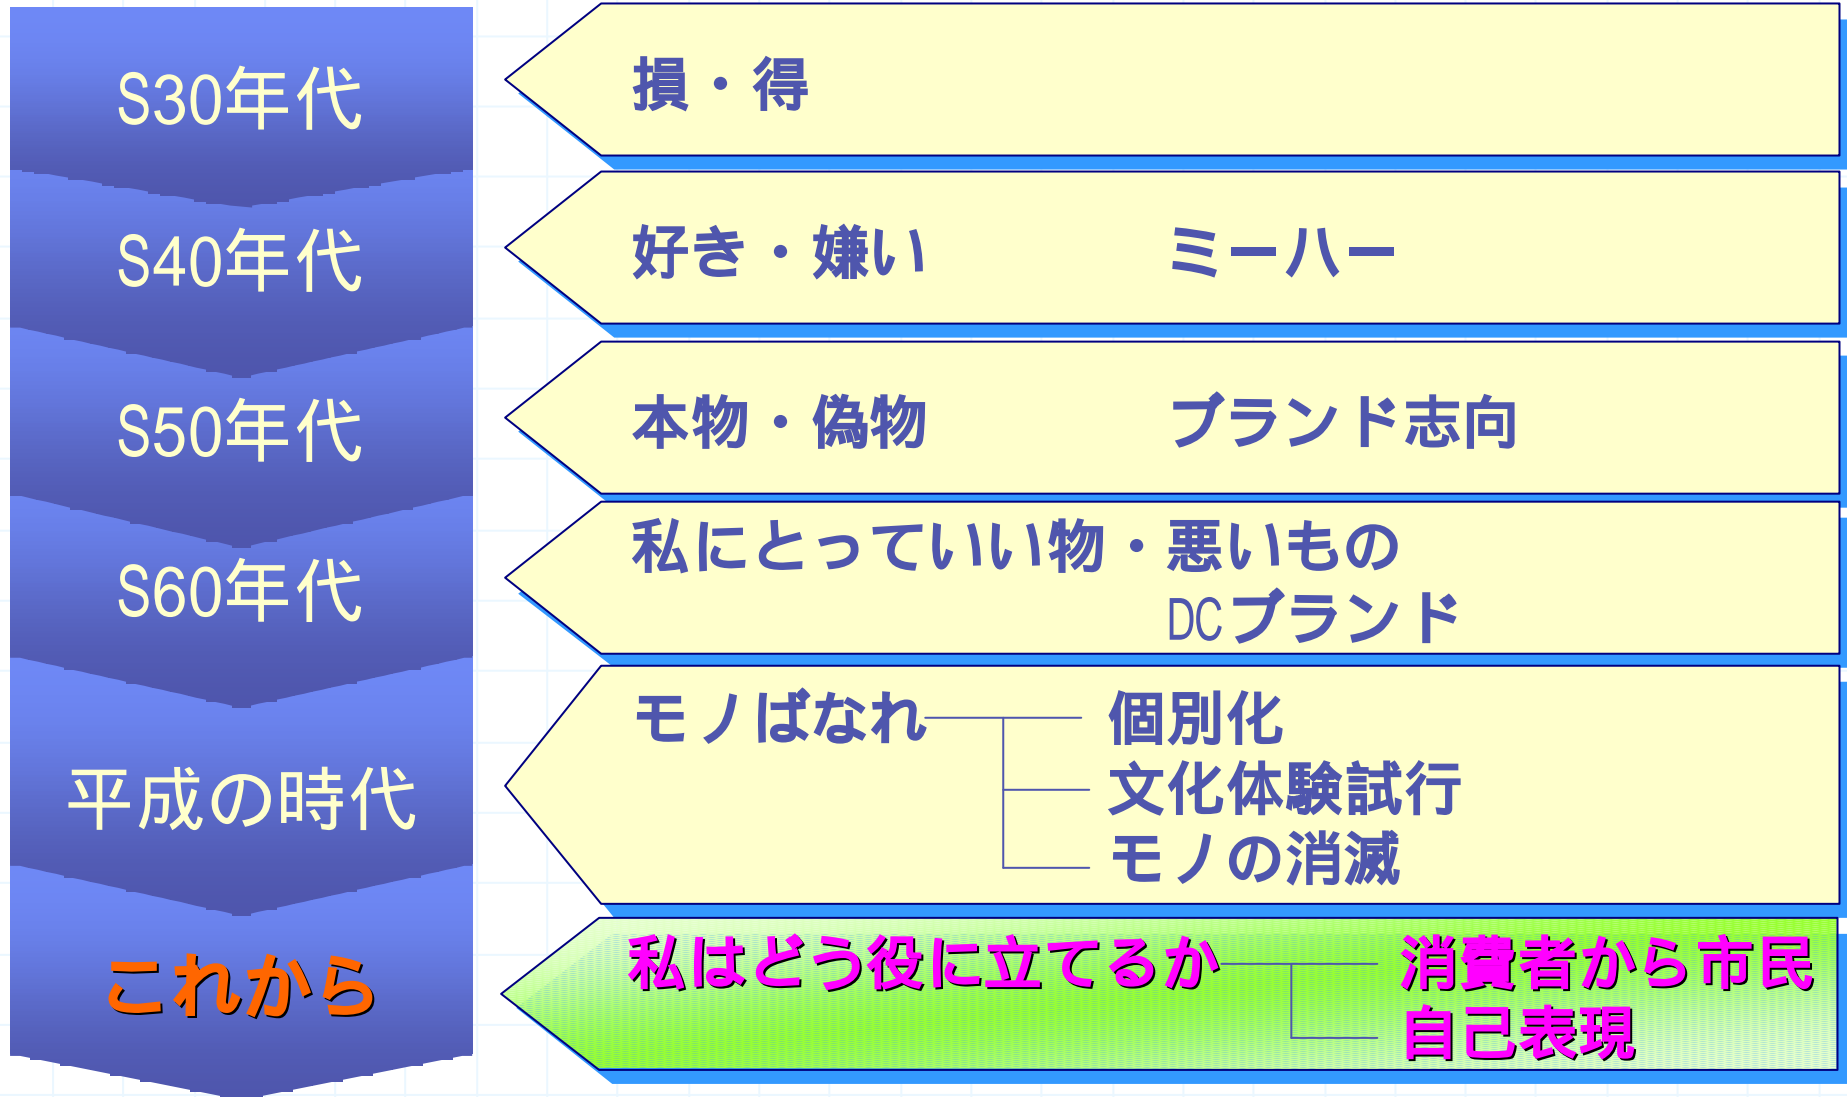 S30年代
損・得
S40年代
好き・嫌い ミーハー
S50年代
本物・偽物 ブランド志向
S60年代
私にとっていい物・悪いもの
DCブランド
平成の時代
モノばなれ 個別化
文化体験試行
モノの消滅
これから
私はどう役に立てるか 消費者から市民
自己表現